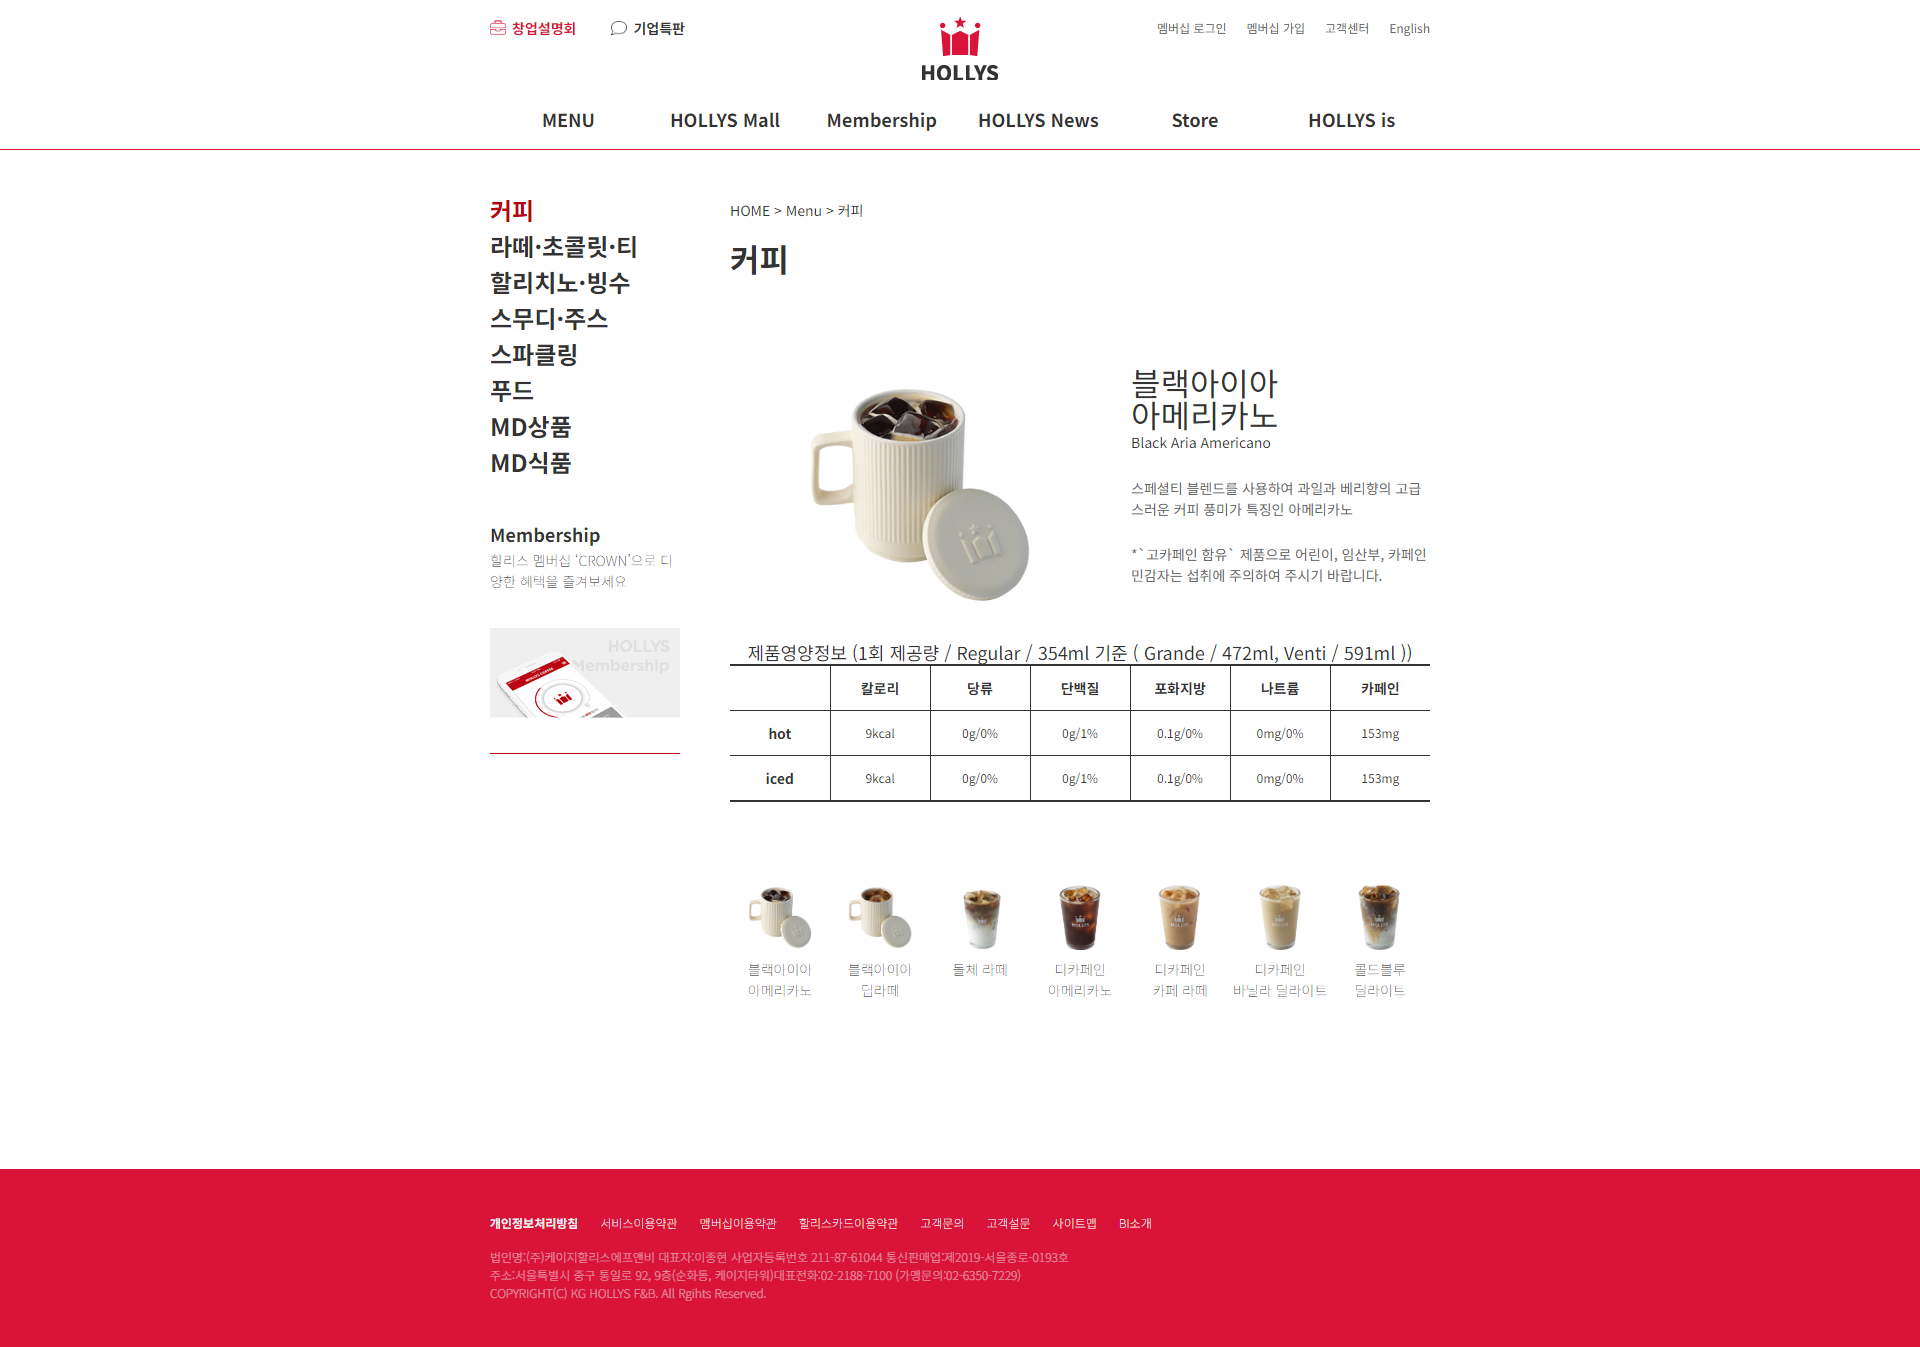 창업설명회
기업특판
HOLLYS
멤버십 로그인 멤버십 가입 고객센터 English
MENU HOLLYS Mall Membership HOLLYS News Store HOLLYS is
커피
라떼·초콜릿·티
할리치노·빙수
스무디·주스
스파클링
푸드
MD상품
MD식품
Membership
할리스 멤버십 ‘CROWN’으로 디
양한 혜택을 즐겨보세요
HOLLYS
Membership
HOME > Menu > 커피
커피
블랙아이아
아메리카노
Black Aria Americano
스페셜티 블렌드를 사용하여 과일과 베리향의 고급
스러운 커피 풍미가 특징인 아메리카노
*`고카페인 함유` 제품으로 어린이, 임산부, 카페인
민감자는 섭취에 주의하여 주시기 바랍니다.
제품영양정보 (1회 제공량 / Regular / 354ml 기준 ( Grande / 472ml, Venti / 591ml ))
칼로리 당류 단백질 포화지방 나트륨 카페인
hot 9kcal 0g/0% 0g/1% 0.1g/0% 0mg/0% 153mg
iced 9kcal 0g/0% 0g/1% 0.1g/0% 0mg/0% 153mg
블랙아이아
아메리카노
블랙아이아
딥라떼
돌체 라떼
디카페인
아메리카노
디카페인
카페 라떼
디카페인
바닐라 딜라이트
콜드블루
딜라이트
개인정보처리방침 서비스이용약관 멤버십이용약관 할리스카드이용약관 고객문의 고객설문 사이트맵 BI소개
법인명:(주)케이지할리스에프앤비 대표자:이종현 사업자등록번호 211-87-61044 통신판매업:제2019-서울종로-0193호
주소:서울특별시 중구 통일로 92, 9층(순화동, 케이지타워)대표전화:02-2188-7100 (가맹문의:02-6350-7229)
COPYRIGHT(C) KG HOLLYS F&B. All Rgihts Reserved.